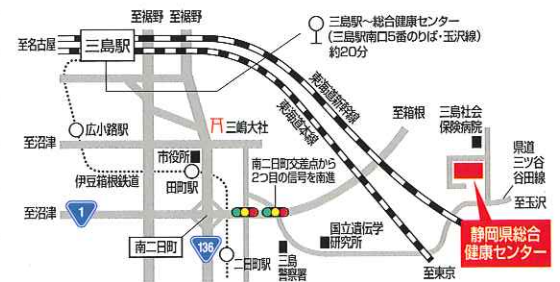 至裾野
至裾野
至名古屋
三島駅
三島駅〜総合健康センター
(三島駅南口5番のりば・玉沢線)
約20分
東海道新幹線
東海道本線
至箱根
三島社会
保険病院
広小路駅
三嶋大社
県道
三ツ谷
谷田線
至沼津
市役所
南二日町交差点から
2つ目の信号を南進
伊豆箱根鉄道
田町駅
至玉沢
至沼津
1
南二日町
136
二日町駅
三島
警察署
国立遺伝学
研究所
静岡県総合
健康センター
至東京